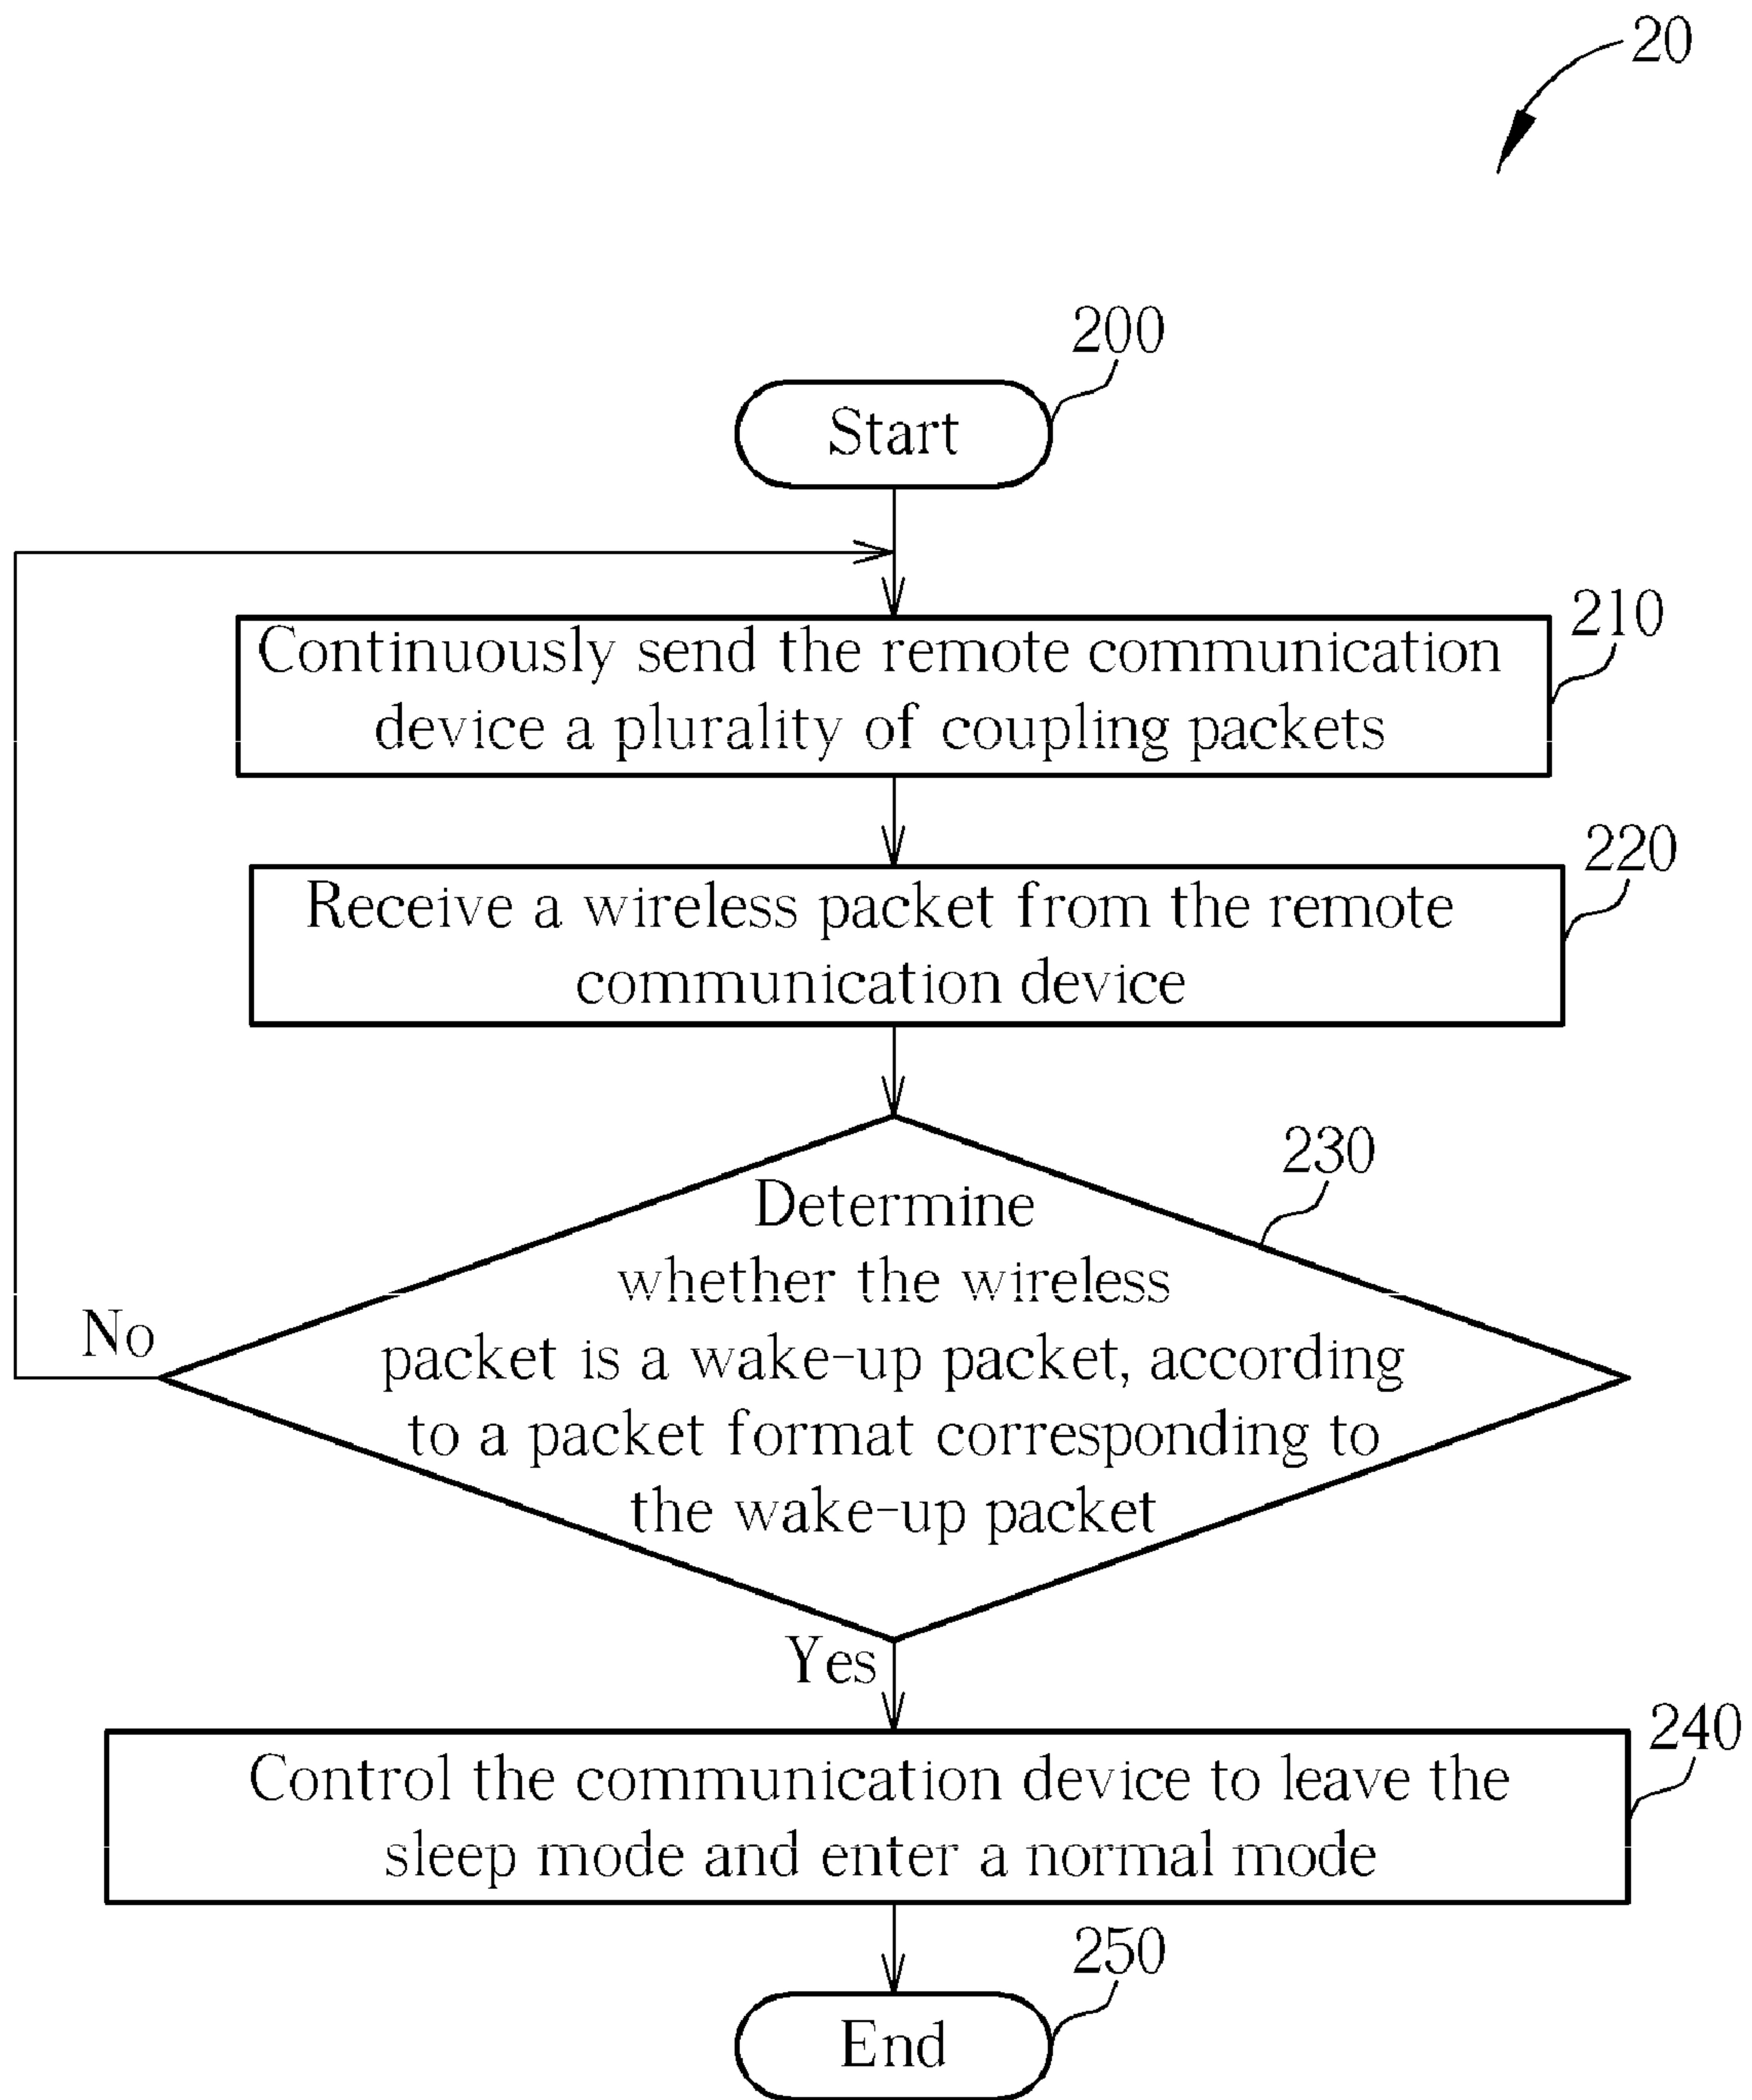 20
200
Start
210
Continuously send the remote communication
device a plurality of coupling packets
220
Receive a wireless packet from the remote
communication device
230
Determine
whether the wireless
packet is a wake-up packet, according
to a packet format corresponding to
the wake-up packet
No
Yes
240
Control the communication device to leave the
sleep mode and enter a normal mode
250
End